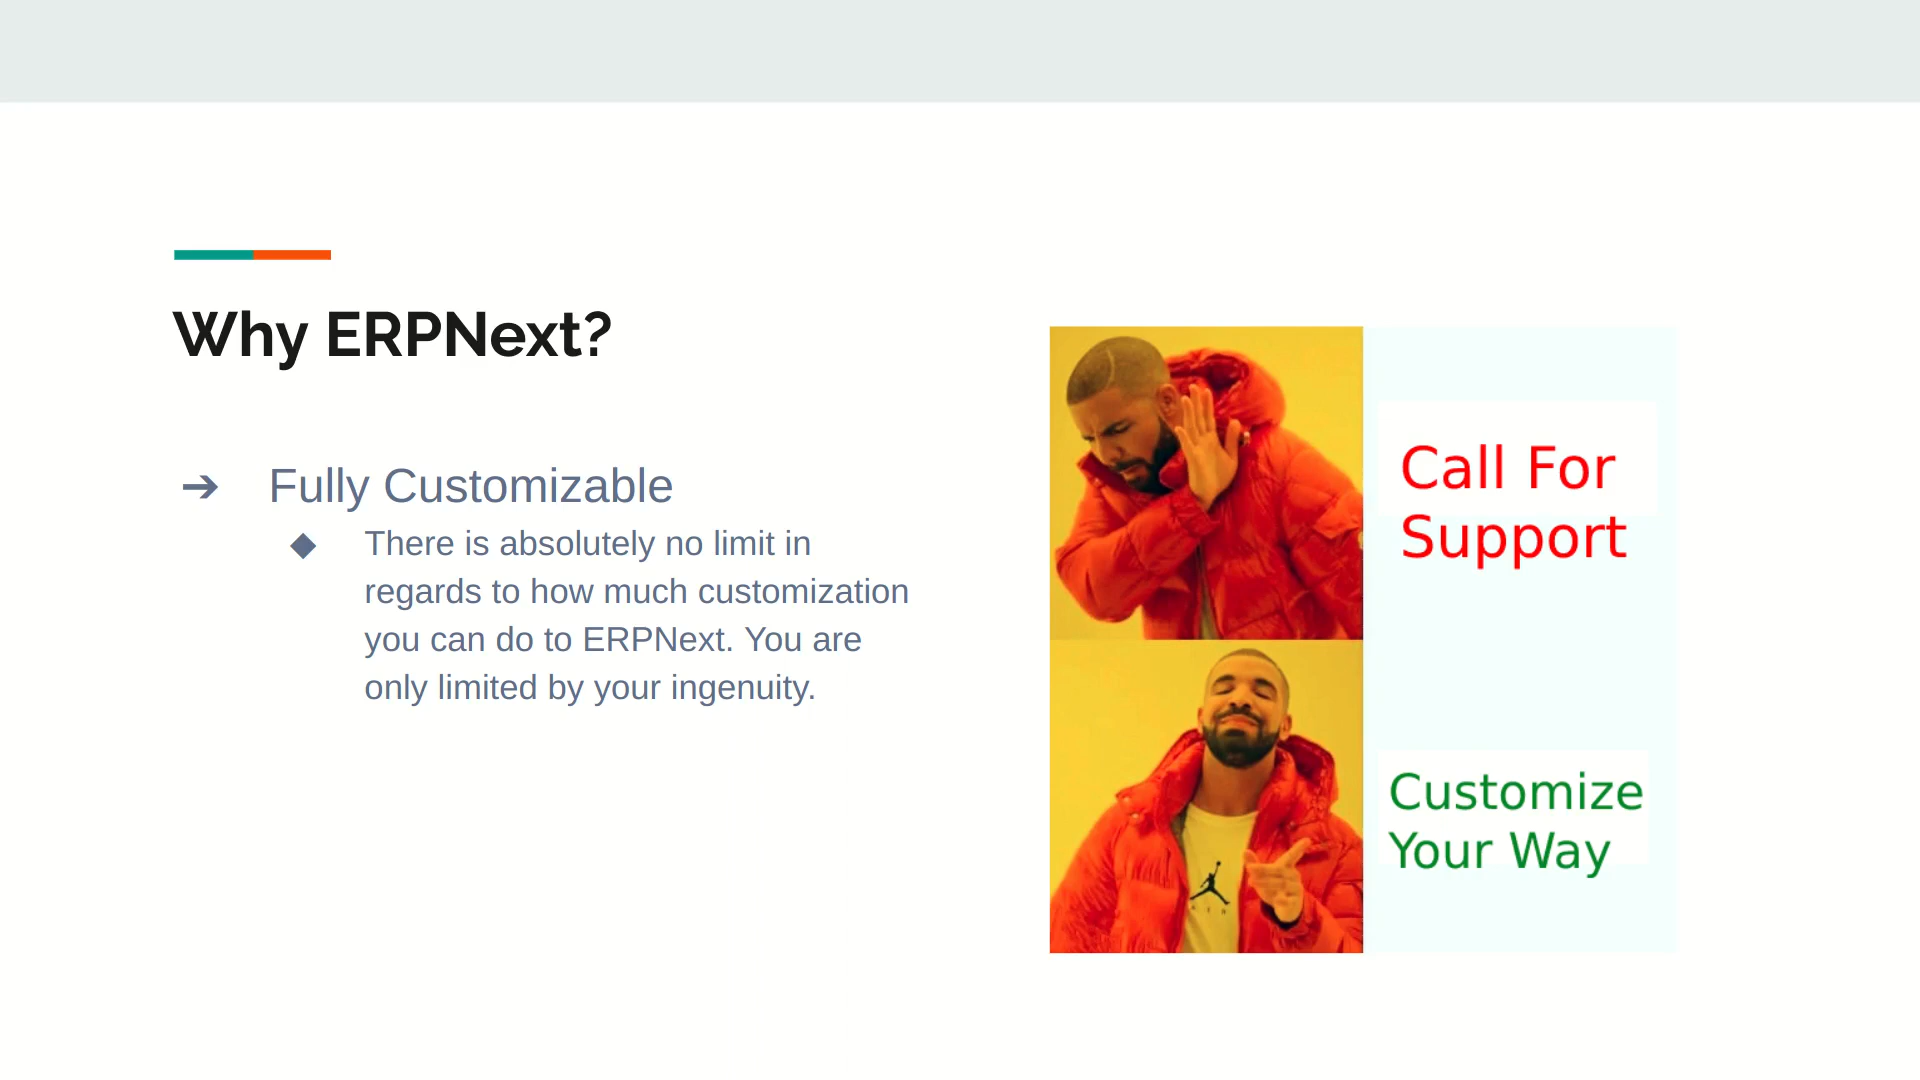 Why ERPNext?
➔ Fully Customizable
◆ There is absolutely no limit in
regards to how much customization
you can do to ERPNext. You are
only limited by your ingenuity.
Call For
Support
Customize
Your Way